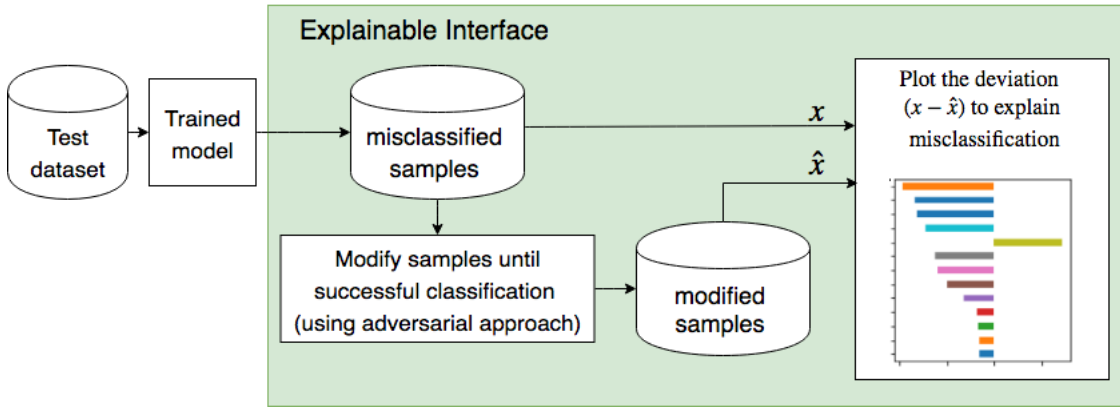 Explainable Interface
Test
dataset
Trained
model
misclassified
samples
x
x̂
Modify samples until
successful classification
(using adversarial approach)
modified
samples
Plot the deviation
(x − x̂) to explain
misclassification